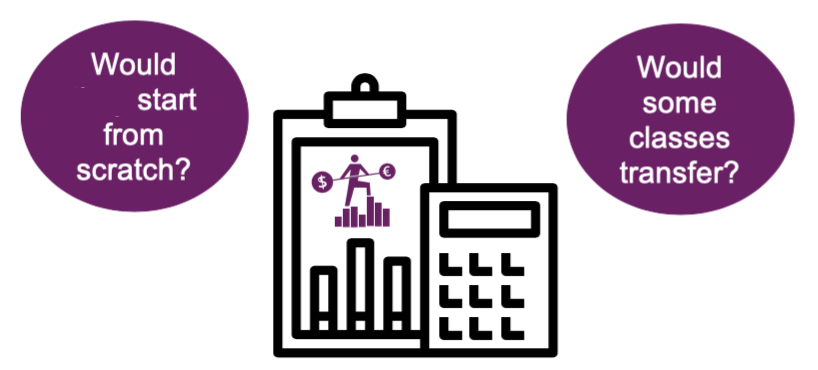 Would
start
from
scratch?
$
€
Would
some
classes
transfer?